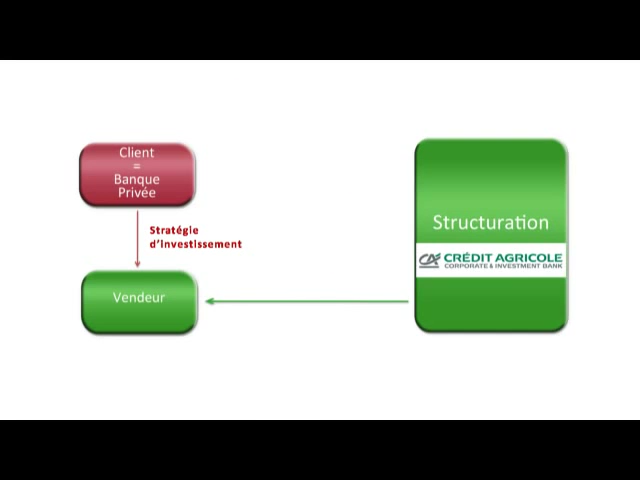 Client
=
Banque
Privée
Stratégie
d'investissement
Vendeur
Structuration
CRÉDIT AGRICOLE
CORPORATE & INVESTMENT BANK